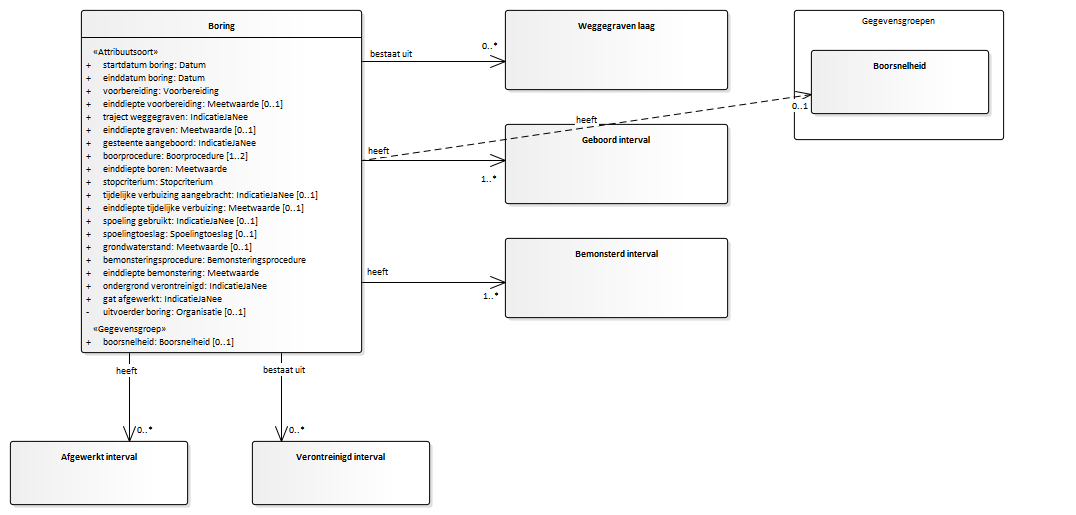 Boring
«Attribuutsoort»
+ startdatum boring: Datum
+ einddatum boring: Datum
+ voorbereiding: Voorbereiding
+ einddiepte voorbereiding: Meetwaarde [0..1]
+ traject weggegraven: IndicatieJaNee
+ einddiepte graven: Meetwaarde [0..1]
+ gesteente aangeboord: IndicatieJaNee
+ boorprocedure: Boorprocedure [1..2]
+ einddiepte boren: Meetwaarde
+ stopcriterium: Stopcriterium
+ tijdelijke verbuizing aangebracht: IndicatieJaNee [0..1]
+ einddiepte tijdelijke verbuizing: Meetwaarde [0..1]
+ spoeling gebruikt: IndicatieJaNee [0..1]
+ spoelingtoeslag: Spoelingtoeslag [0..1]
+ grondwaterstand: Meetwaarde [0..1]
+ bemonsteringsprocedure: Bemonsteringsprocedure
+ einddiepte bemonstering: Meetwaarde
+ ondergrond verontreinigd: IndicatieJaNee
+ gat afgewerkt: IndicatieJaNee
- uitvoerder boring: Organisatie [0..1]
«Gegevensgroep»
+ boorsnelheid: Boorsnelheid [0..1]
bestaat uit
0..*
Weggegraven laag
Gegevensgroepen
Boorsnelheid
0..1
heeft
heeft
1..*
Geboord interval
heeft
1..*
Bemonsterd interval
heeft
0..*
Afgewerkt interval
bestaat uit
0..*
Verontreinigd interval